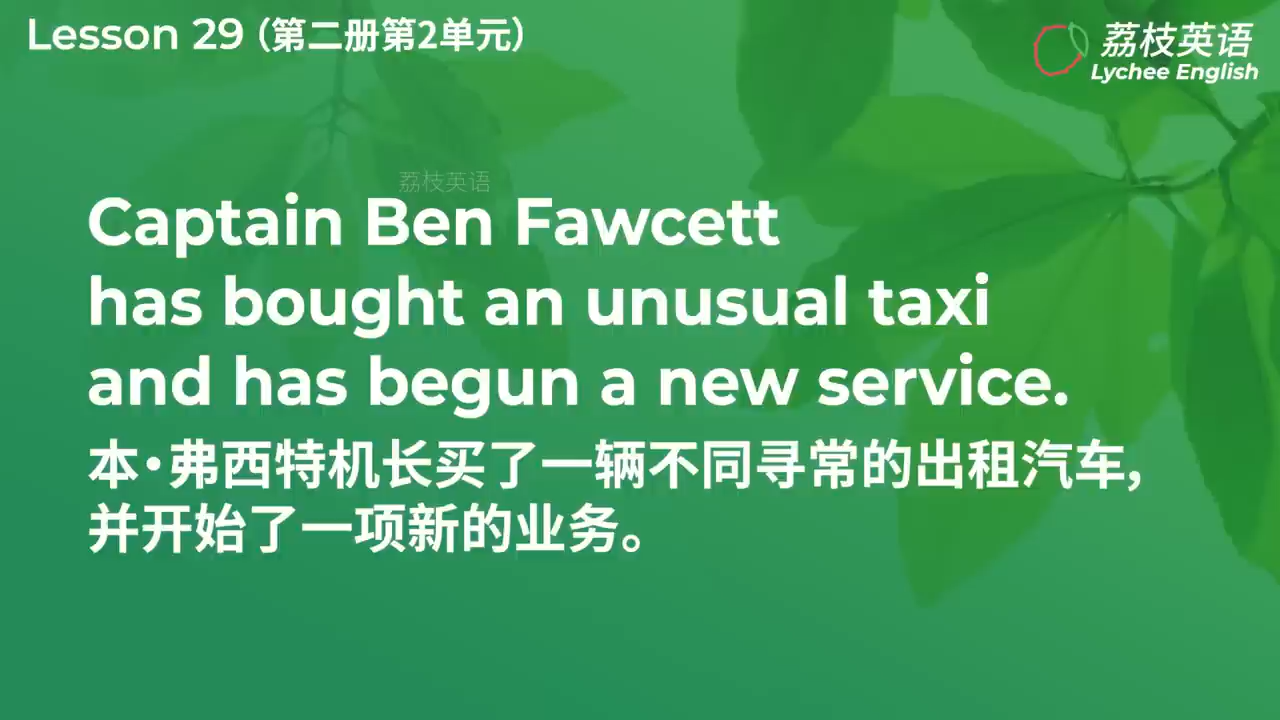 Lesson 29（第二册第2单元）
荔枝英语
Lychee English
荔枝英语
Captain Ben Fawcett
has bought an unusual taxi
and has begun a new service.
本·弗西特机长买了一辆不同寻常的出租汽车,
并开始了一项新的业务。